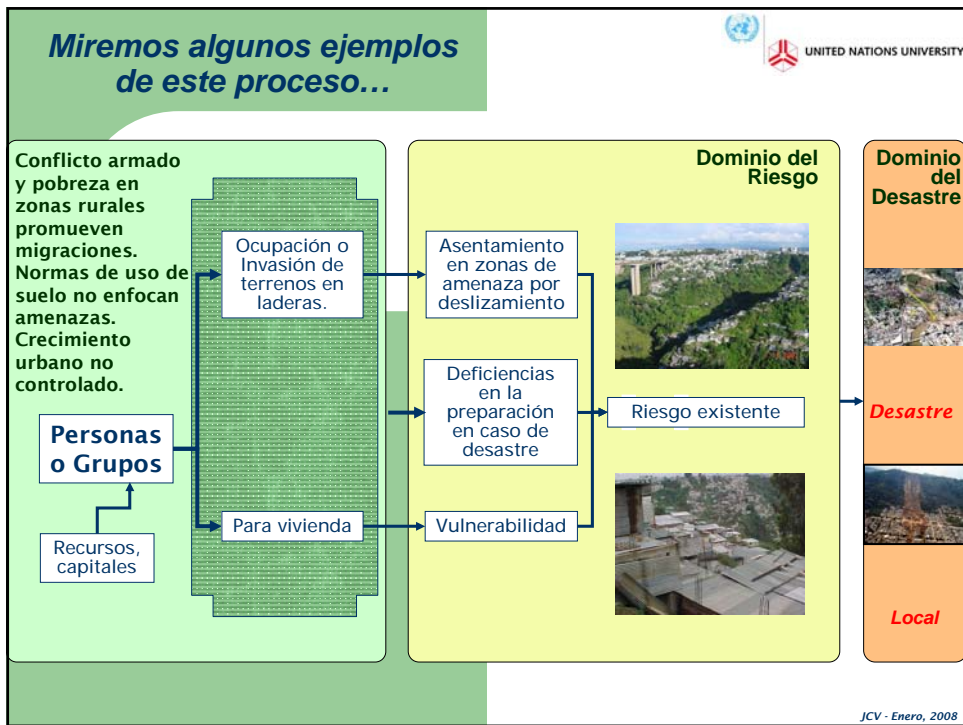 Miremos algunos ejemplos
de este proceso…
UNITED NATIONS UNIVERSITY
Conflicto armado
y pobreza en
zonas rurales
promueven
migraciones.
Normas de uso de
suelo no enfocan
amenazas.
Crecimiento
urbano no
controlado.
Personas
o Grupos
Recursos,
capitales
Ocupación o
Invasión de
terrenos en
laderas.
Para vivienda
Dominio del
Riesgo
Asentamiento
en zonas de
amenaza por
deslizamiento
Deficiencias
en la
preparación
en caso de
desastre
Vulnerabilidad
Riesgo existente
Dominio
del
Desastre
Desastre
Local
JCV - Enero, 2008